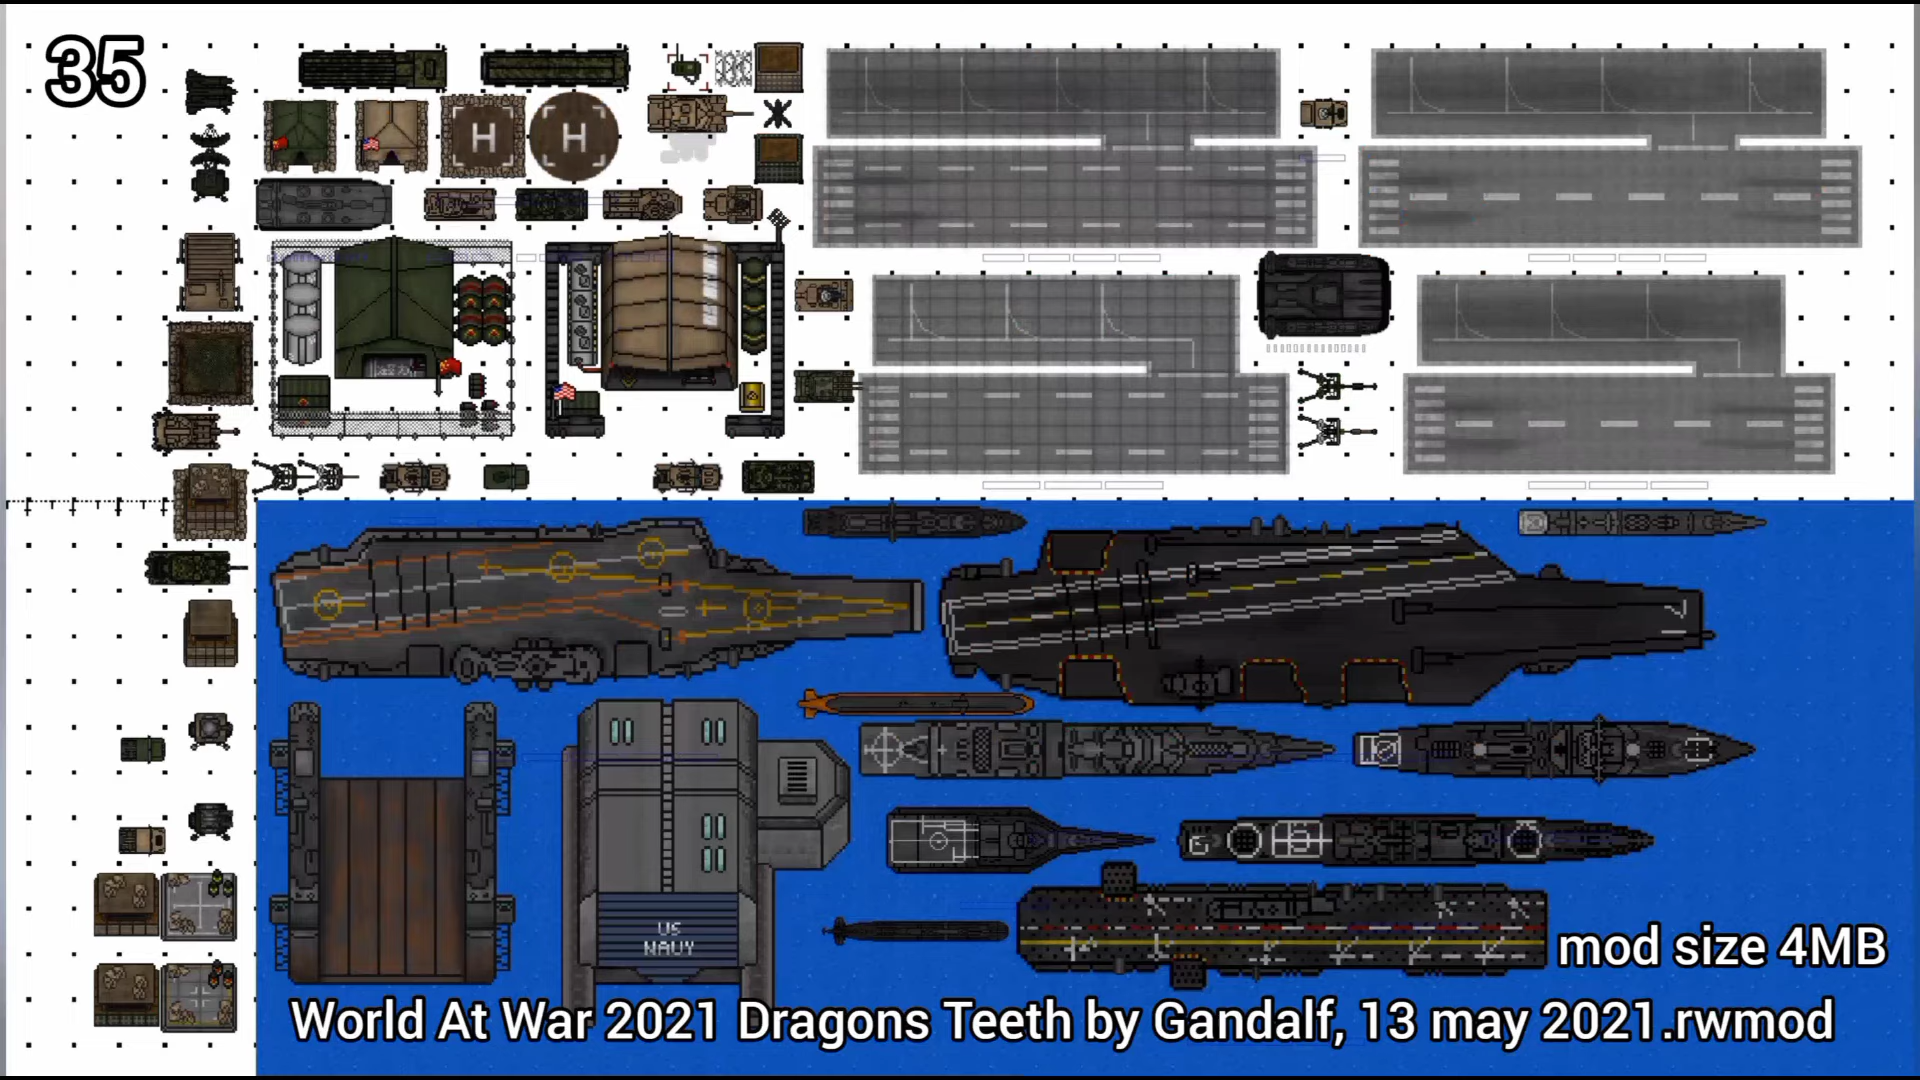 35
H H
US
NAVY
mod size 4MB
World At War 2021 Dragons Teeth by Gandalf, 13 may 2021.rwmod